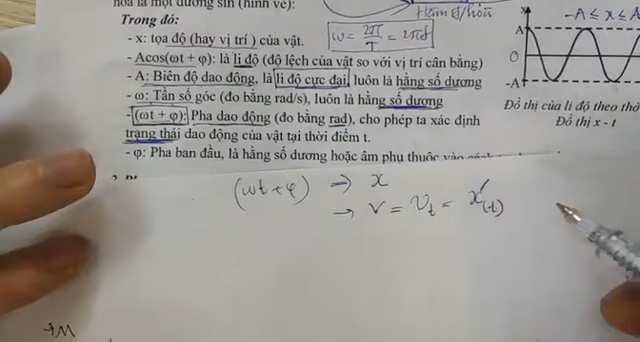 hoà là một đường sin (hình vẽ):
Trong đó:
- x: tọa độ (hay vị trí ) của vật.
- Acos(ωt + φ): là li độ (độ lệch của vật so với vị trí cân bằng)
- A: Biên độ dao động, là li độ cực đại, luôn là hằng số dương
- ω: Tần số góc (đo bằng rad/s), luôn là hằng số dương
- (ωt + φ): Pha dao động (đo bằng rad), cho phép ta xác định
trạng thái dao động của vật tại thời điểm t.
- φ: Pha ban đầu, là hằng số dương hoặc âm phụ thuộc vào
Hàm đ/hòa
ω = 2π/T = 2πf
-A ≤ x ≤ A
x
A
O
-A
Đồ thị của li độ theo thờ
Đồ thị x - t
(ωt + φ) → x
→ v = v_t = x'(t)